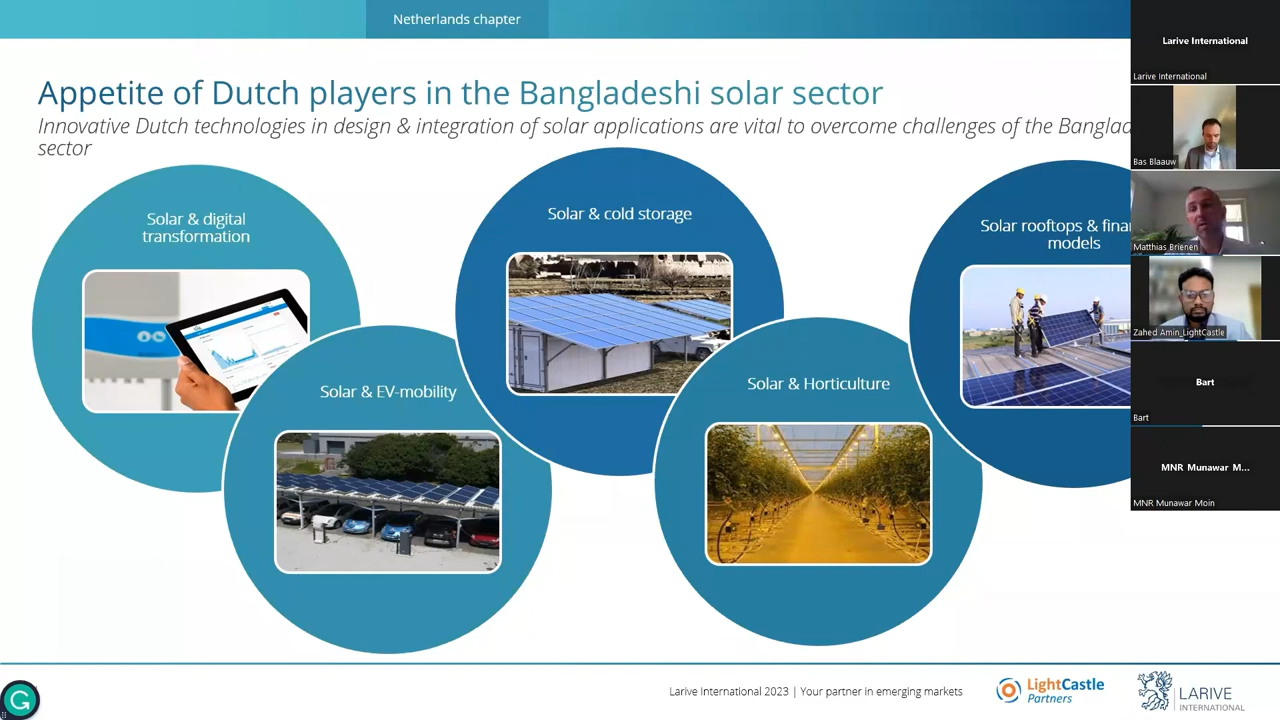 Netherlands chapter
Appetite of Dutch players in the Bangladeshi solar sector
Innovative Dutch technologies in design & integration of solar applications are vital to overcome challenges of the
sector
Solar & digital
transformation
Solar & cold storage
Solar rooftops &
models
Solar & EV-mobility
Solar & Horticulture
Larive International
Larive International
Bas Blaauw
Matthias Brienen
Zahed Amin_LightCastle
Bart
Bart
MNR Munawar M...
MNR Munawar Moin
Larive International 2023 | Your partner in emerging markets
LightCastle
Partners
LARIVE
INTERNATIONAL
G